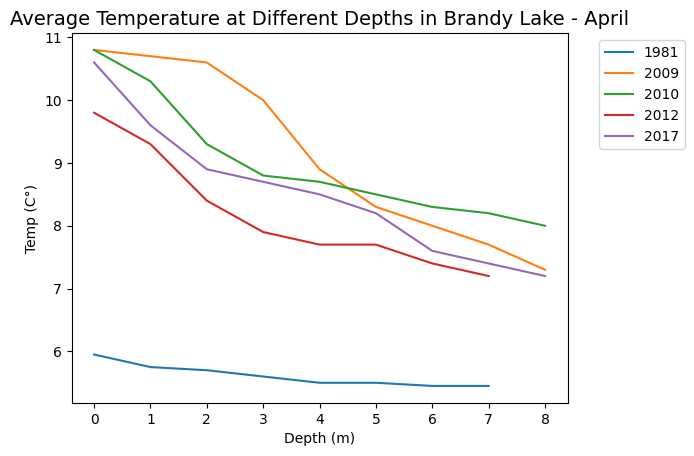 Average Temperature at Different Depths in Brandy Lake - April
11
10
9
8
7
6
Temp (C°)
0 1 2 3 4 5 6 7 8
Depth (m)
1981
2009
2010
2012
2017